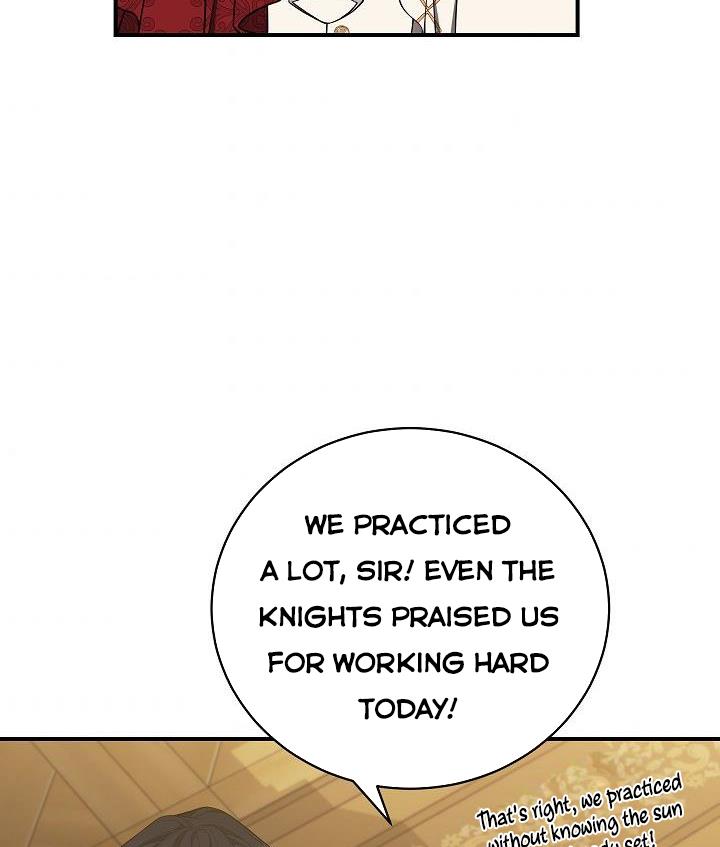 WE PRACTICED
A LOT, SIR! EVEN THE
KNIGHTS PRAISED US
FOR WORKING HARD
TODAY!
That's right, we practiced
without knowing the sun
set!